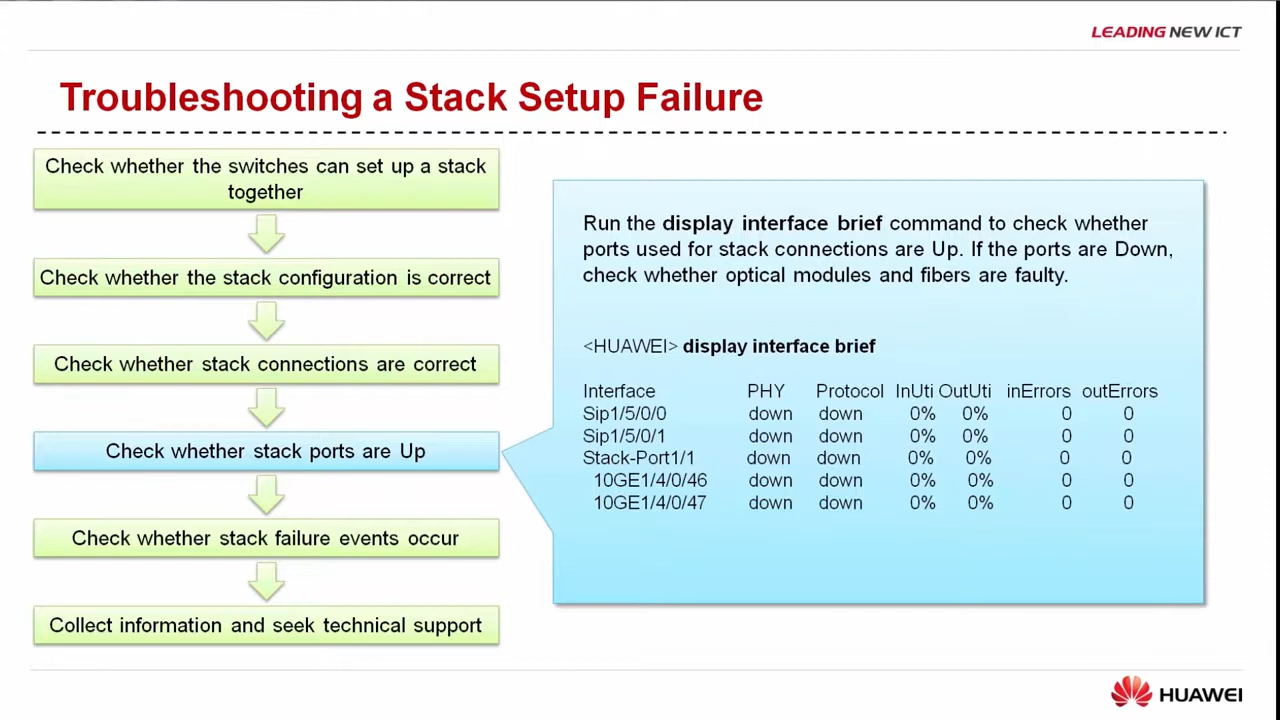 LEADING NEW ICT
Troubleshooting a Stack Setup Failure
Check whether the switches can set up a stack
together
Check whether the stack configuration is correct
Check whether stack connections are correct
Check whether stack ports are Up
Check whether stack failure events occur
Collect information and seek technical support
Run the display interface brief command to check whether
ports used for stack connections are Up. If the ports are Down,
check whether optical modules and fibers are faulty.
<HUAWEI> display interface brief
Interface PHY Protocol InUti OutUti inErrors outErrors
Sip1/5/0/0 down down 0% 0% 0 0
Sip1/5/0/1 down down 0% 0% 0 0
Stack-Port1/1 down down 0% 0% 0 0
10GE1/4/0/46 down down 0% 0% 0 0
10GE1/4/0/47 down down 0% 0% 0 0
HUAWEI